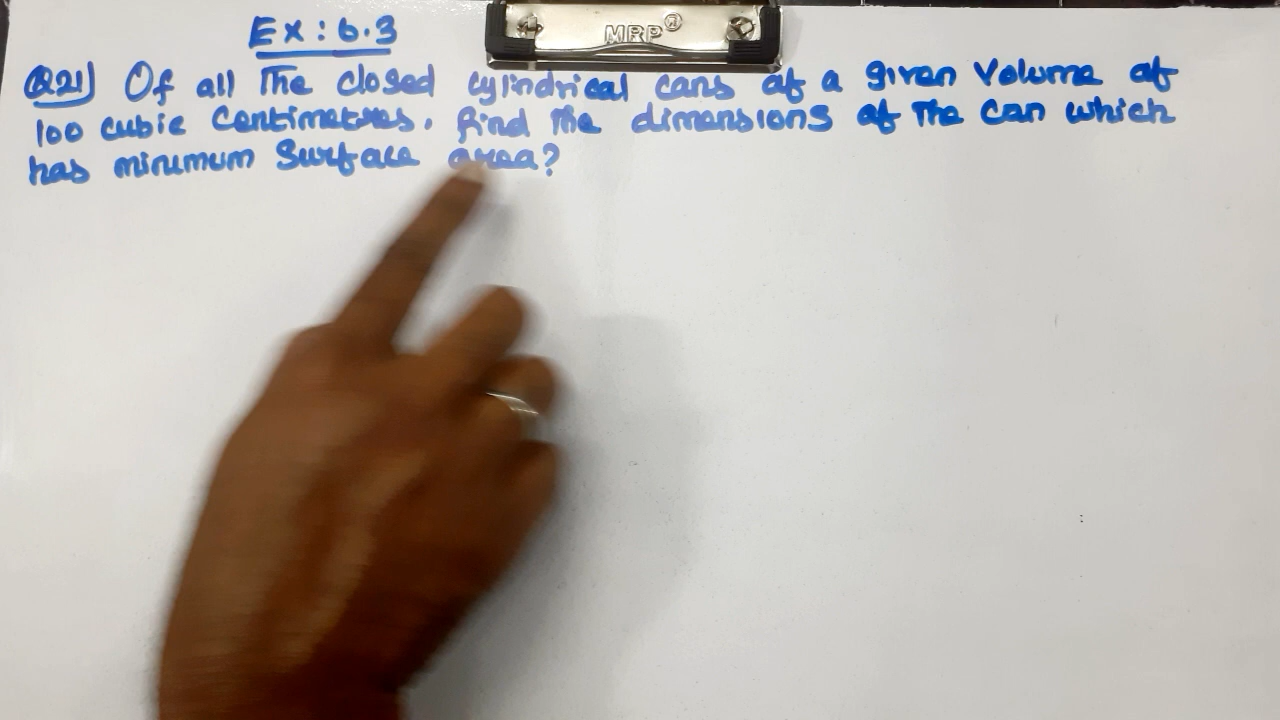 Ex: 6.3
MRP®
Q21) Of all The closed cylindrical cans of a given volume of
100 cubic Centimetres, find the dimensions of The can which
has minimum Surface area?